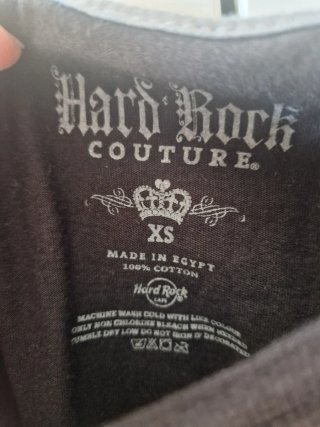 Hard Rock
COUTURE®
XS
MADE IN EGYPT
100% COTTON
Hard Rock
CAFE ®
MACHINE WASH COLD WITH LIKE COLOUR
ONLY NON CHLORINE BLEACH WHEN NEEDED
TUMBLE DRY LOW DO NOT IRON IF DECORATED